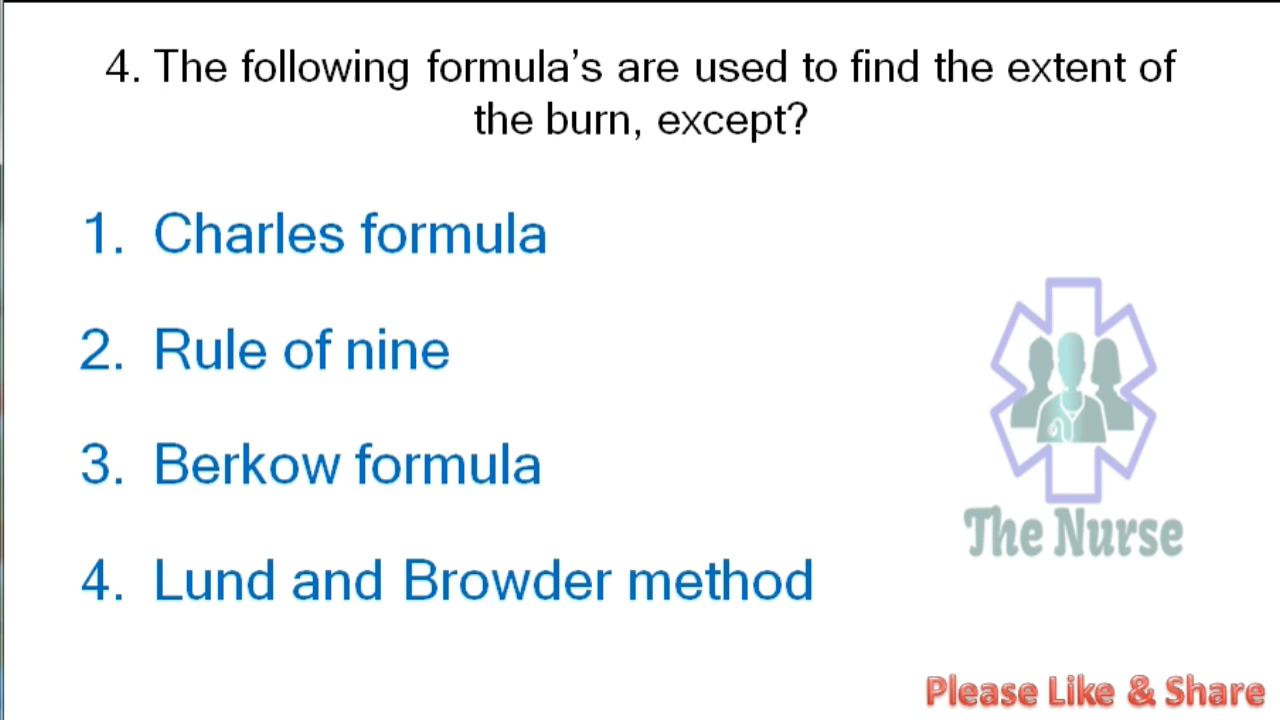 4. The following formula’s are used to find the extent of
the burn, except?
1. Charles formula
2. Rule of nine
3. Berkow formula
4. Lund and Browder method
The Nurse
Please Like & Share